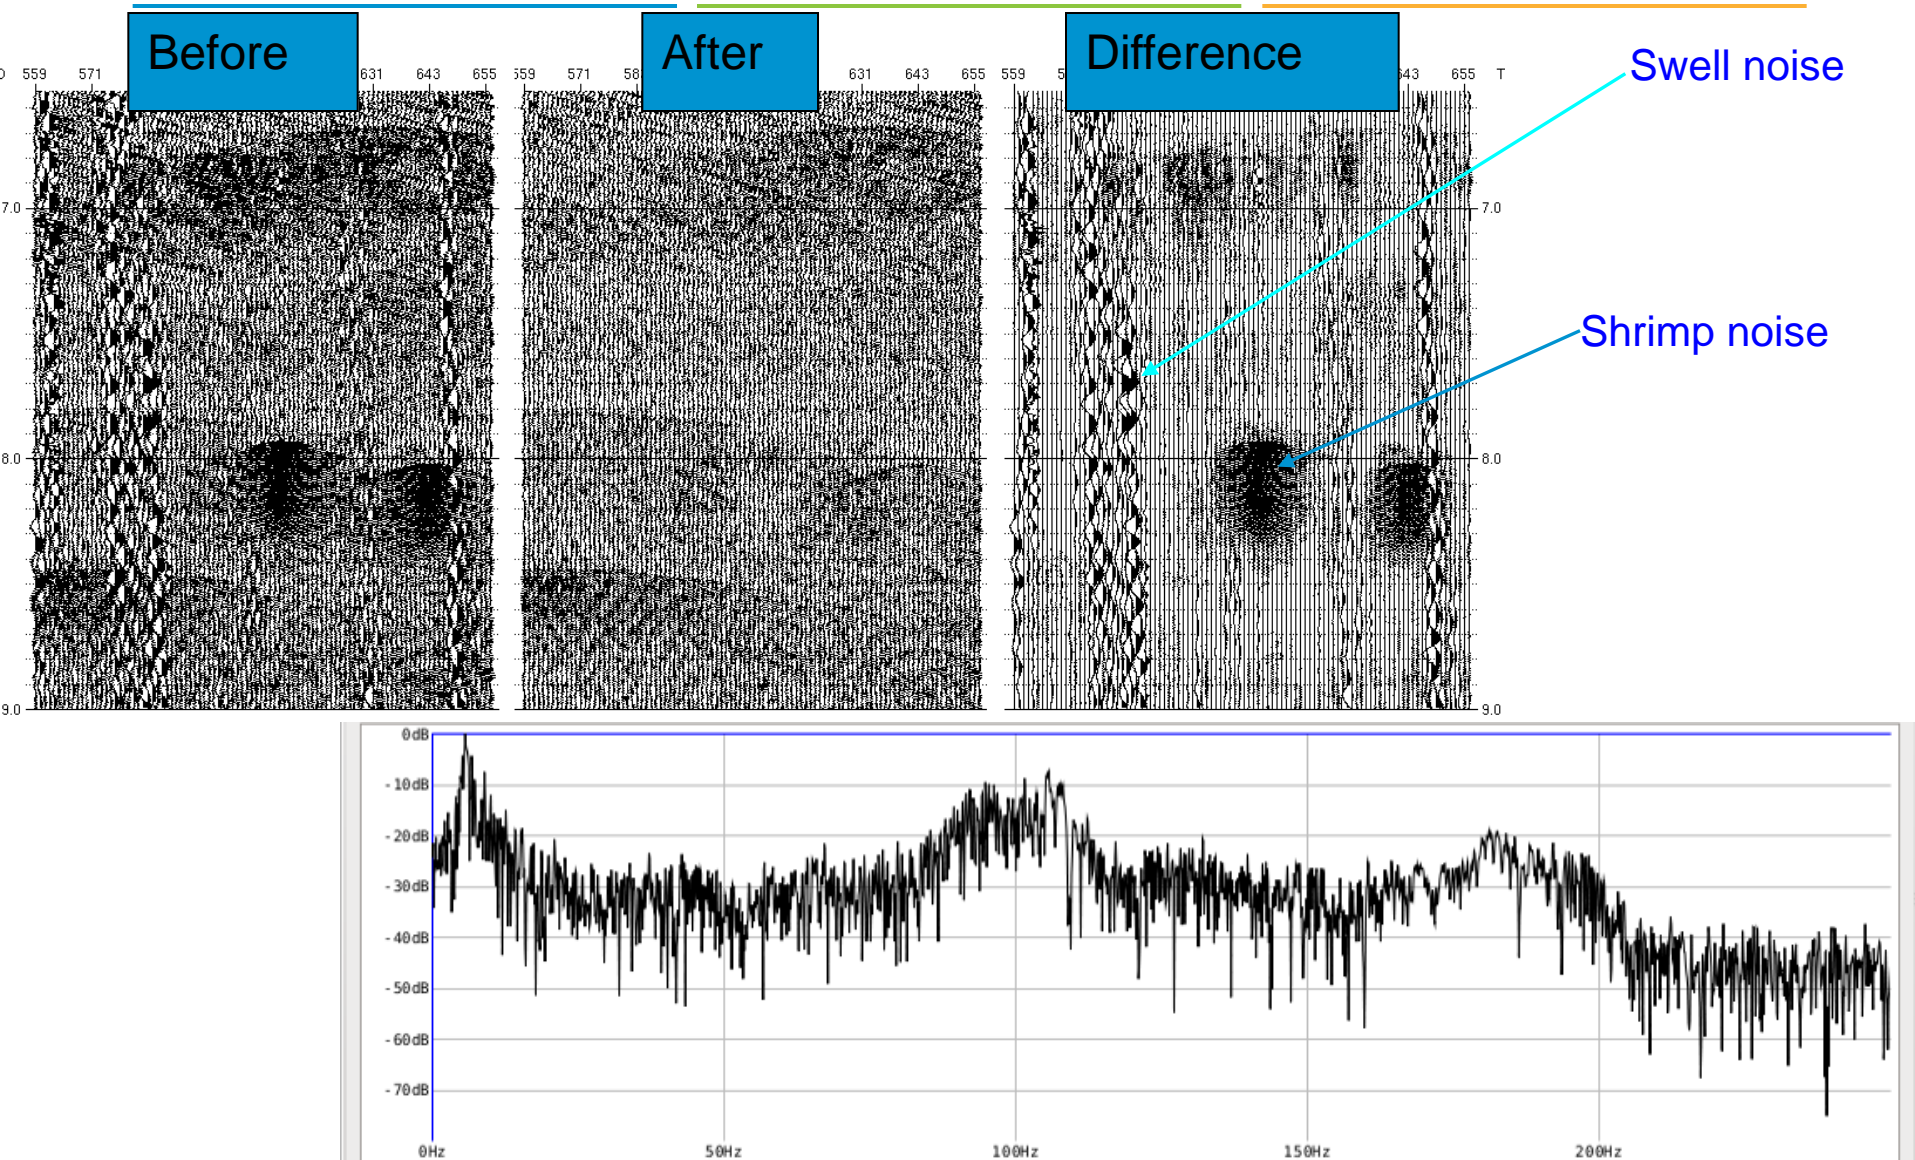 Before
After
Difference
Swell noise
559 571 631 643 655
559 571 58 631 643 655
559 5 643 655 T
7.0 7.0
Shrimp noise
8.0 8.0
9.0 9.0
0dB
-10dB
-20dB
-30dB
-40dB
-50dB
-60dB
-70dB
0Hz 50Hz 100Hz 150Hz 200Hz